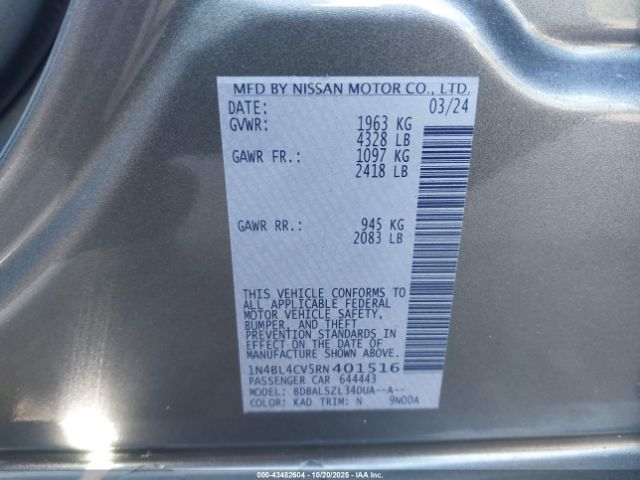 MFD BY NISSAN MOTOR CO., LTD.
DATE: 03/24
GVWR: 1963 KG
4328 LB
GAWR FR.: 1097 KG
2418 LB
GAWR RR.: 945 KG
2083 LB
THIS VEHICLE CONFORMS TO
ALL APPLICABLE FEDERAL
MOTOR VEHICLE SAFETY,
BUMPER, AND THEFT
PREVENTION STANDARDS IN
EFFECT ON THE DATE OF
MANUFACTURE SHOWN ABOVE.
1N4BL4CV5RN401516
PASSENGER CAR 644443
MODEL: BDBALSZL34DUA--A--
COLOR: KAD TRIM: N 9N00A
000-43482604 - 10/20/2025 - IAAI.COM